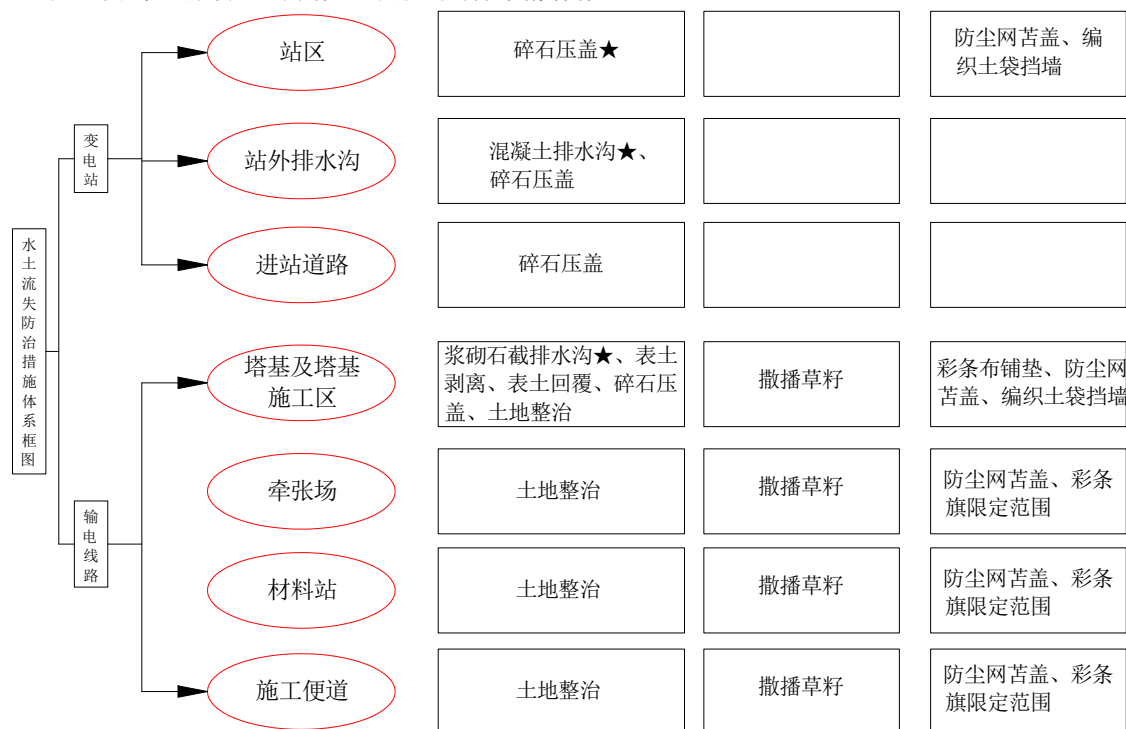 站区
碎石压盖★
防尘网苫盖、编
织土袋挡墙
变电站
站外排水沟
混凝土排水沟★、
碎石压盖
进站道路
碎石压盖
水土流失防治措施体系框图
塔基及塔基
施工区
浆砌石截排水沟★、表土
剥离、表土回覆、碎石压
盖、土地整治
撒播草籽
彩条布铺垫、防尘网
苫盖、编织土袋挡墙
输电线路
牵张场
土地整治
撒播草籽
防尘网苫盖、彩条
旗限定范围
材料站
土地整治
撒播草籽
防尘网苫盖、彩条
旗限定范围
施工便道
土地整治
撒播草籽
防尘网苫盖、彩条
旗限定范围